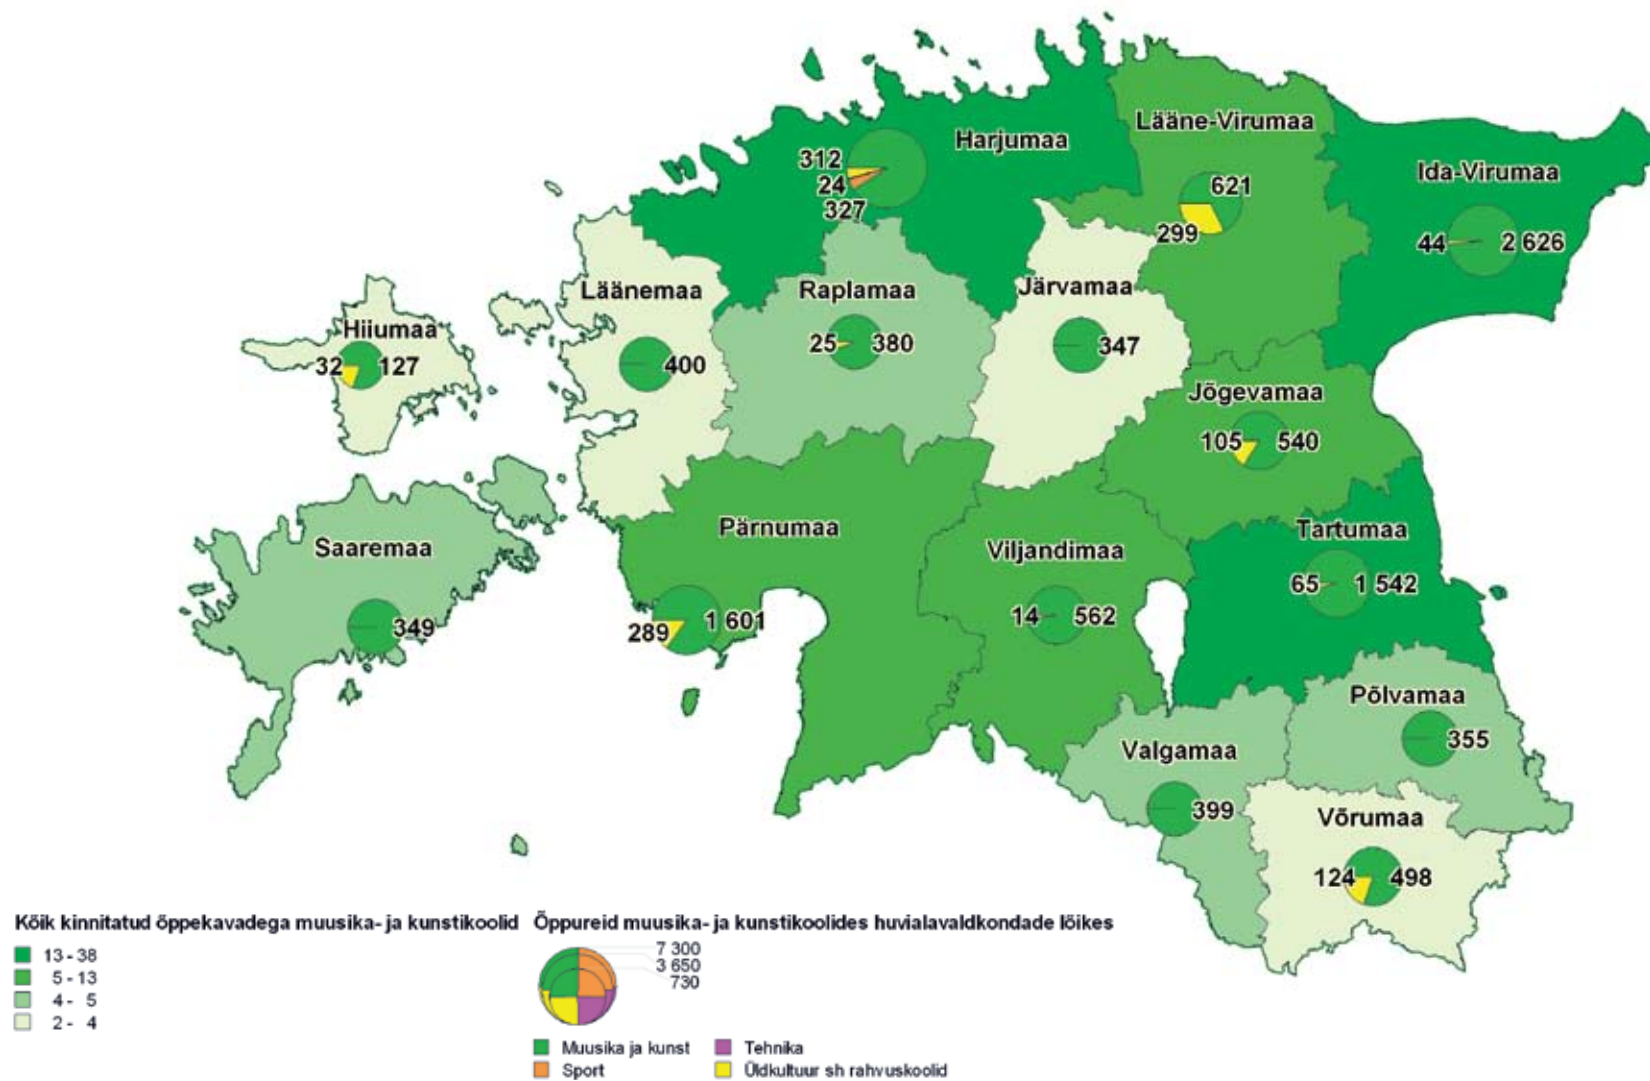 Harjumaa
312
24
327
Lääne-Virumaa
621
299
Ida-Virumaa
44 2 626
Läänemaa
400
Raplamaa
25 380
Järvamaa
347
Hiiumaa
32 127
Jõgevamaa
105 540
Saaremaa
349
Pärnumaa
289 1 601
Viljandimaa
14 562
Tartumaa
65 1 542
Põlvamaa
355
Valgamaa
399
Võrumaa
124 498
Kõik kinnitatud õppekavadega muusika- ja kunstikoolid
13 - 38
5 - 13
4 - 5
2 - 4
Õppureid muusika- ja kunstikoolides huvialavaldkondade lõikes
7 300
3 650
730
Muusika ja kunst
Sport
Tehnika
Üldkultuur sh rahvuskoolid